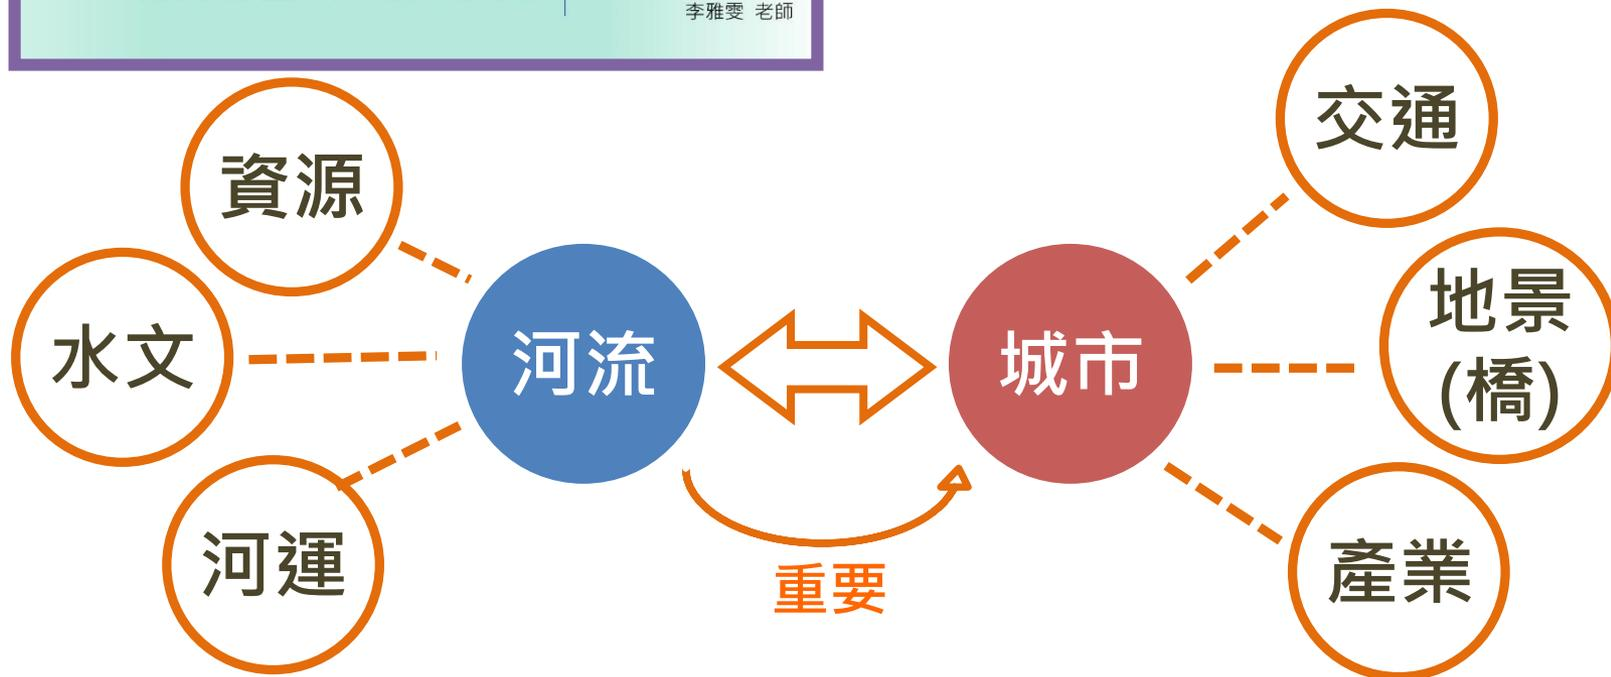 李雅雯 老師
資源
水文
河運
河流
重要
城市
交通
地景
(橋)
產業